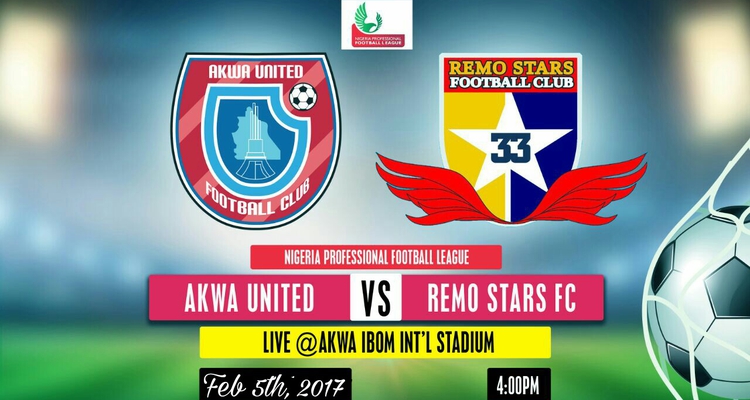 NIGERIA PROFESSIONAL
FOOTBALL LEAGUE
AKWA UNITED
FOOTBALL CLUB
REMO STARS
FOOTBALL CLUB
33
NIGERIA PROFESSIONAL FOOTBALL LEAGUE
AKWA UNITED VS REMO STARS FC
LIVE @AKWA IBOM INT'L STADIUM
Feb 5th, 2017 4:00PM